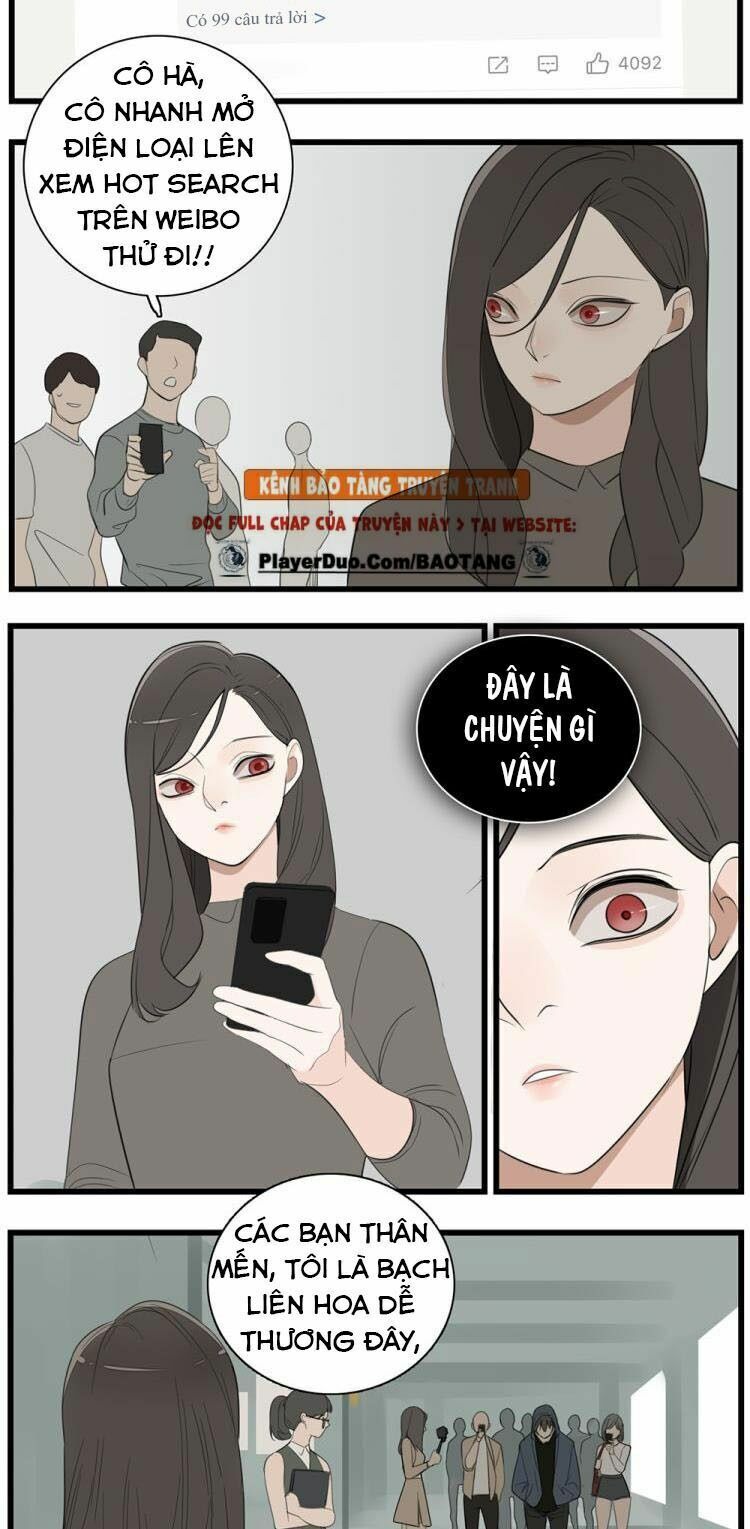 Có 99 câu trả lời >
4092
CÔ HÀ,
CÔ NHANH MỞ
ĐIỆN LOẠI LÊN
XEM HOT SEARCH
TRÊN WEIBO
THỬ ĐI!!
KÊNH BẢO TÀNG TRUYỆN TRANH
ĐỌC FULL CHAP CỦA TRUYỆN NÀY > TẠI WEBSITE:
PlayerDuo.Com/BAOTANG
ĐÂY LÀ
CHUYỆN GÌ
VẬY!
CÁC BẠN THÂN
MẾN, TÔI LÀ BẠCH
LIÊN HOA DỄ
THƯƠNG ĐÂY,